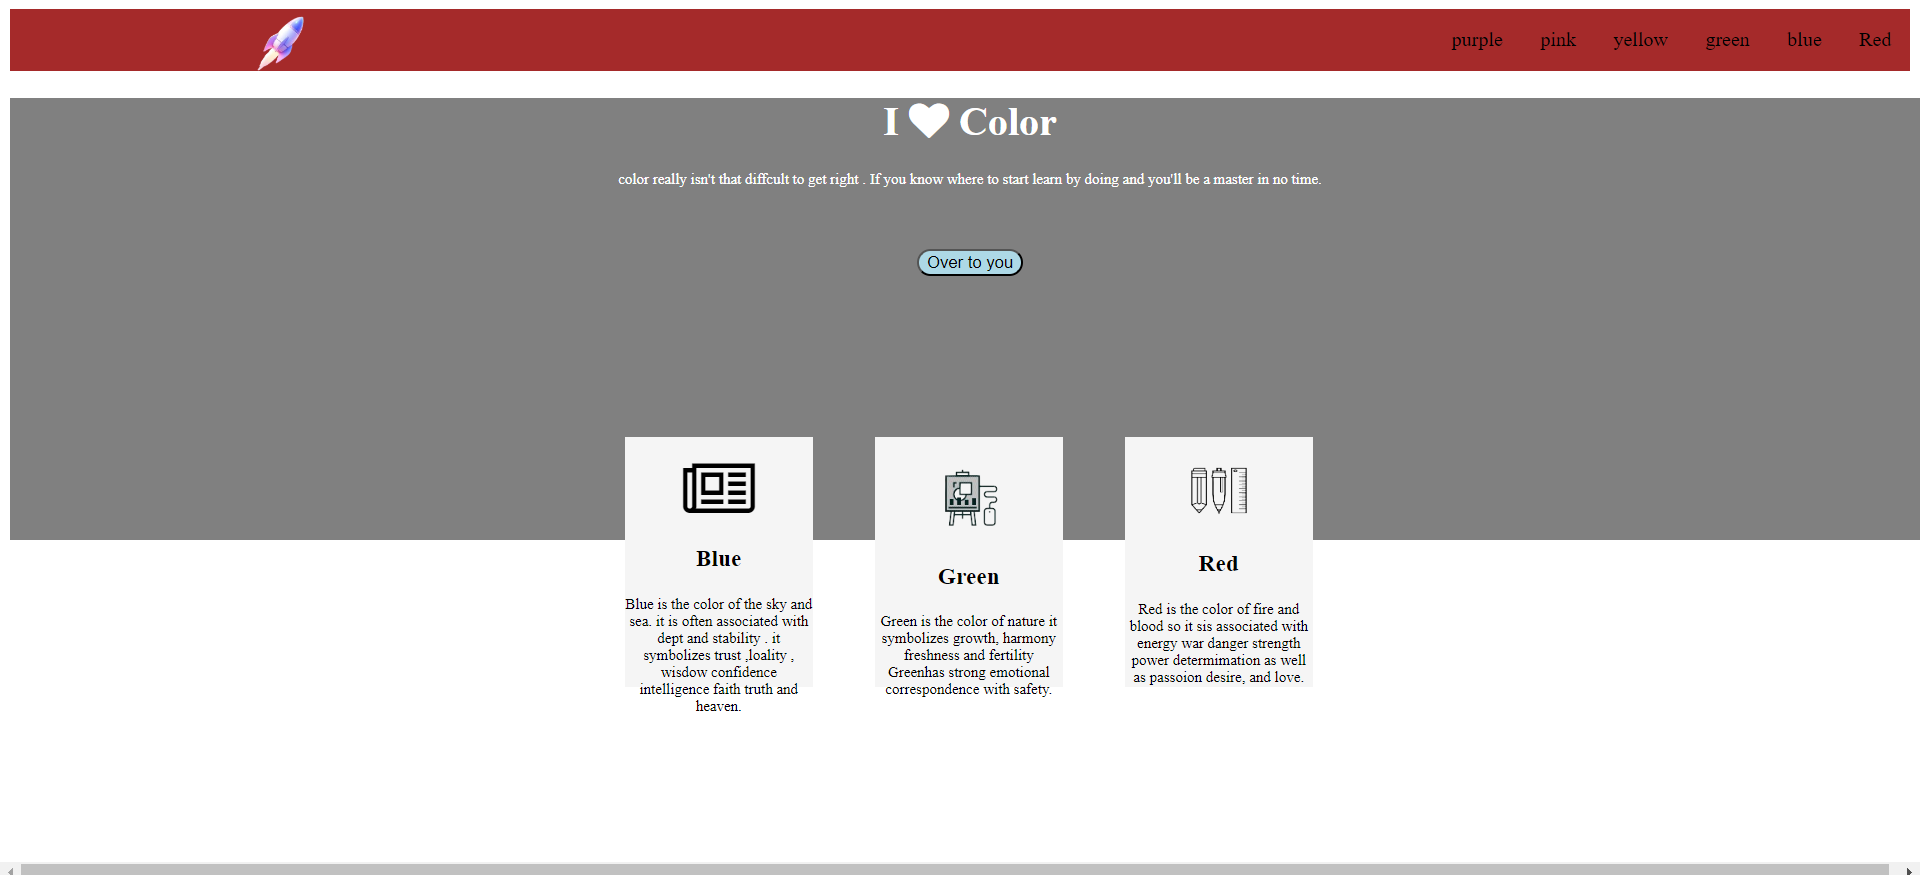 purple pink yellow green blue Red
I Color
color really isn't that diffcult to get right . If you know where to start learn by doing and you'll be a master in no time.
Over to you
Blue
Blue is the color of the sky and
sea. it is often associated with
dept and stability . it
symbolizes trust ,loality ,
wisdow confidence
intelligence faith truth and
heaven.
Green
Green is the color of nature it
symbolizes growth, harmony
freshness and fertility
Greenhas strong emotional
correspondence with safety.
Red
Red is the color of fire and
blood so it sis associated with
energy war danger strength
power determimation as well
as passoion desire, and love.